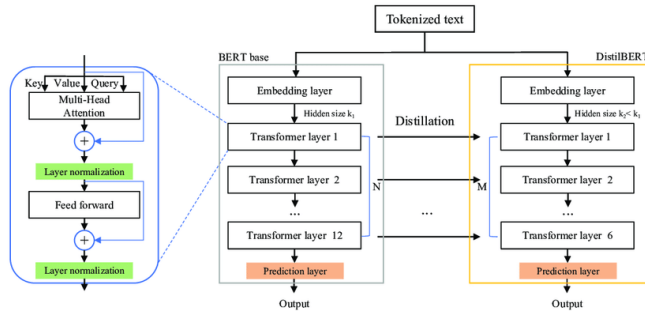 Tokenized text
BERT base
DistilBERT
Key Value Query
Multi-Head
Attention
+
Layer normalization
Feed forward
+
Layer normalization
Embedding layer
Hidden size k₁
Transformer layer 1
Transformer layer 2
...
Transformer layer 12
Prediction layer
Output
N
Distillation
...
M
Embedding layer
Hidden size k₂< k₁
Transformer layer 1
Transformer layer 2
...
Transformer layer 6
Prediction layer
Output